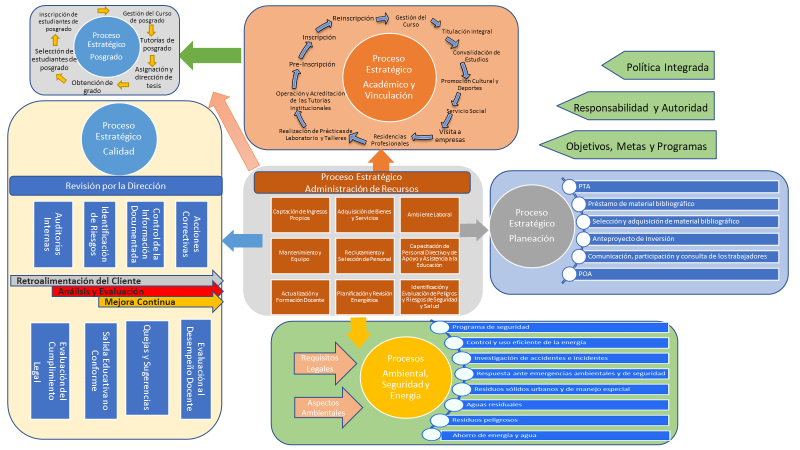 Inscripción de
estudiantes de
posgrado
Gestión del Curso
de posgrado
Tutorías de
posgrado
Asignación y
dirección de
tesis
Obtención de
grado
Selección de
estudiantes de
posgrado
Proceso
Estratégico
Posgrado
Reinscripción
Gestión del
Curso
Titulación Integral
Convalidación de
Estudios
Promoción Cultural y
Deportes
Servicio Social
Visita a
empresas
Residencias
Profesionales
Realización de Prácticas de
Laboratorio y Talleres
Operación y Acreditación
de las Tutorías
Institucionales
Pre-Inscripción
Inscripción
Proceso
Estratégico
Académico y
Vinculación
Política Integrada
Responsabilidad y Autoridad
Objetivos, Metas y Programas
Proceso
Estratégico
Calidad
Revisión por la Dirección
Auditorias
Internas
Identificación
de Riesgos
Control de la
Información
Documentada
Acciones
Correctivas
Retroalimentación del Cliente
Análisis y Evaluación
Mejora Continua
Evaluación del
Cumplimiento
Legal
Salida Educativa no
Conforme
Quejas y Sugerencias
Evaluación al
Desempeño Docente
Proceso Estratégico
Administración de Recursos
Captación de Ingresos
Propios
Adquisición de Bienes
y Servicios
Ambiente Laboral
Mantenimiento y
Equipo
Reclutamiento y
Selección de Personal
Capacitación de
Personal Directivo y de
Apoyo y Asistencia a la
Educación
Actualización y
Formación Docente
Planificación y Revisión
Energética
Identificación y
Evaluación de Peligros
y Riesgos de Seguridad
y Salud
Proceso
Estratégico
Planeación
PTA
Préstamo de material bibliográfico
Selección y adquisición de material bibliográfico
Anteproyecto de inversión
Comunicación, participación y consulta de los trabajadores
POA
Requisitos
Legales
Aspectos
Ambientales
Procesos
Ambiental,
Seguridad y
Energía
Programa de seguridad
Control y uso eficiente de la energía
Investigación de accidentes e incidentes
Respuesta ante emergencias ambientales y de seguridad
Residuos sólidos urbanos y de manejo especial
Aguas residuales
Residuos peligrosos
Ahorro de energía y agua